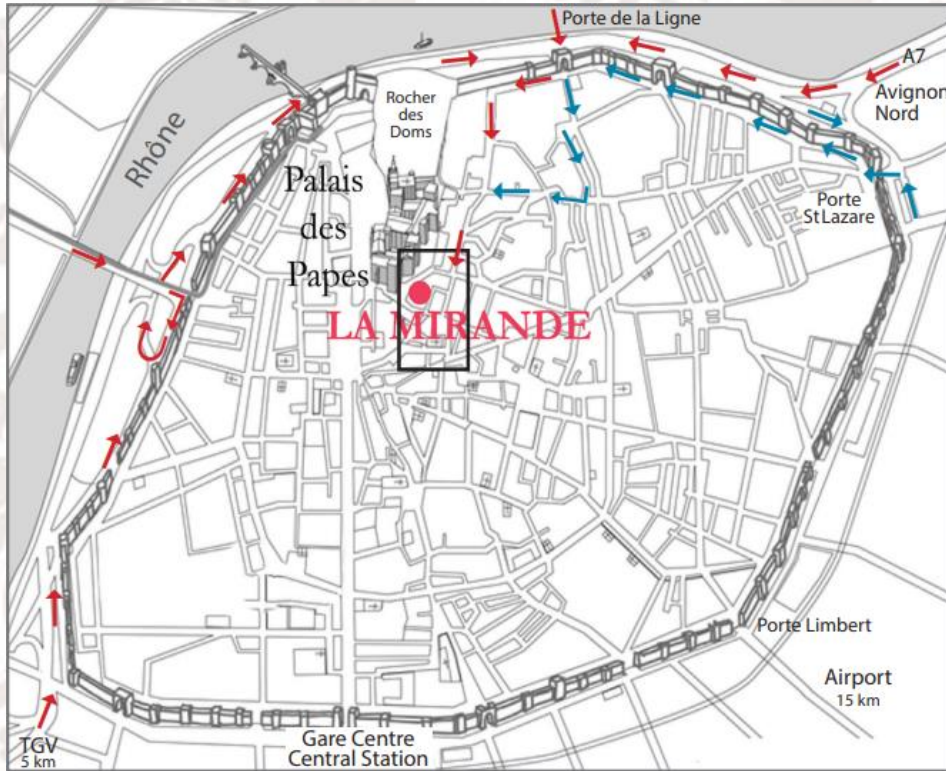 Porte de la Ligne
A7
Avignon
Nord
Rocher
des
Doms
Rhône
Palais
des
Papes
Porte
St Lazare
LA MIRANDE
Porte Limbert
Airport
15 km
TGV
5 km
Gare Centre
Central Station